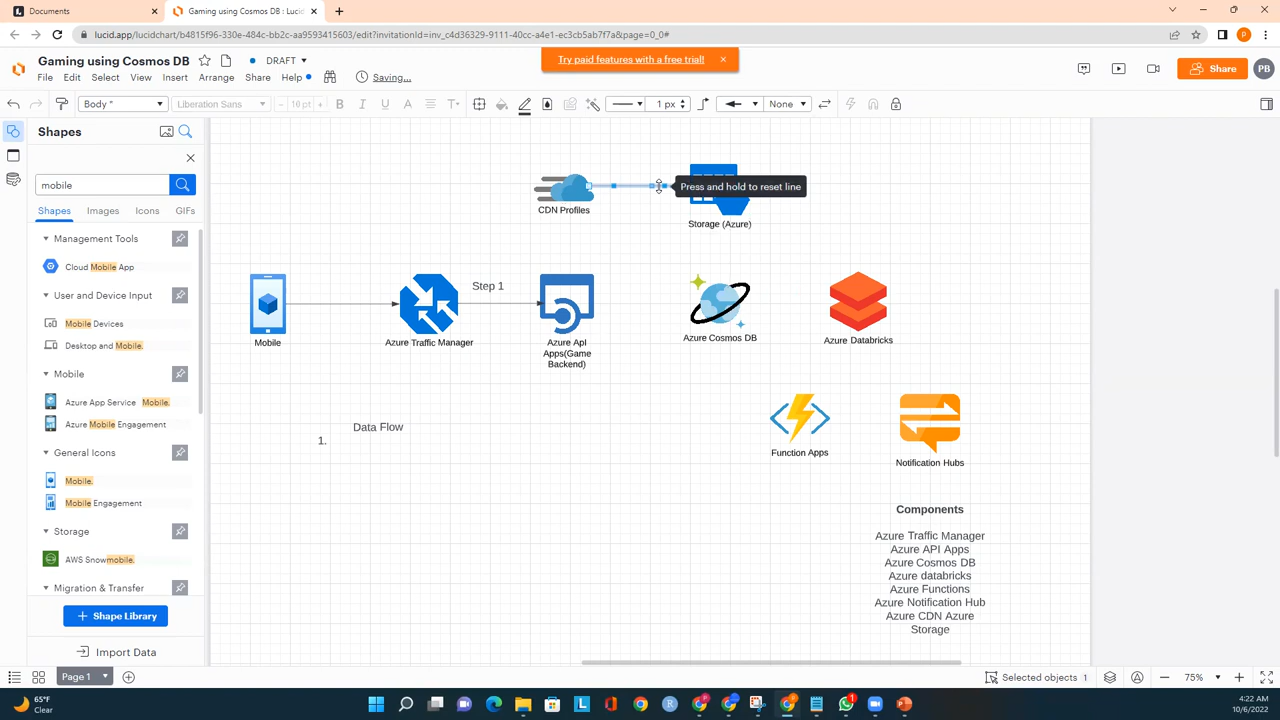 Documents
Gaming using Cosmos DB : Lucid
lucid.app/lucidchart/b4815f96-330e-484c-bb2c-aa9593415603/edit?invitationId=inv_c4d36329-9111-40cc-a4e1-ec3cb5ab7f7a&page=0_0#
P
Gaming using Cosmos DB
DRAFT
Try paid features with a free trial!
File Edit Select View Insert Arrange Share Help
Saving...
Share
PB
Body
Liberation Sans
10 pt
B I U A T
1 px
None
Shapes
mobile
Shapes Images Icons GIFs
Management Tools
Cloud Mobile App
User and Device Input
Mobile Devices
Desktop and Mobile.
Mobile
Azure App Service Mobile.
Azure Mobile Engagement
General Icons
Mobile.
Mobile Engagement
Storage
AWS Snowmobile.
Migration & Transfer
+ Shape Library
Import Data
CDN Profiles
Press and hold to reset line
Storage (Azure)
Step 1
Mobile
Azure Traffic Manager
Azure Api
Apps(Game
Backend)
Azure Cosmos DB
Azure Databricks
Data Flow
1.
Function Apps
Notification Hubs
Components
Azure Traffic Manager
Azure API Apps
Azure Cosmos DB
Azure databricks
Azure Functions
Azure Notification Hub
Azure CDN Azure
Storage
Page 1
Selected objects 1
75%
65°F
Clear
L
R
1
4:22 AM
10/6/2022